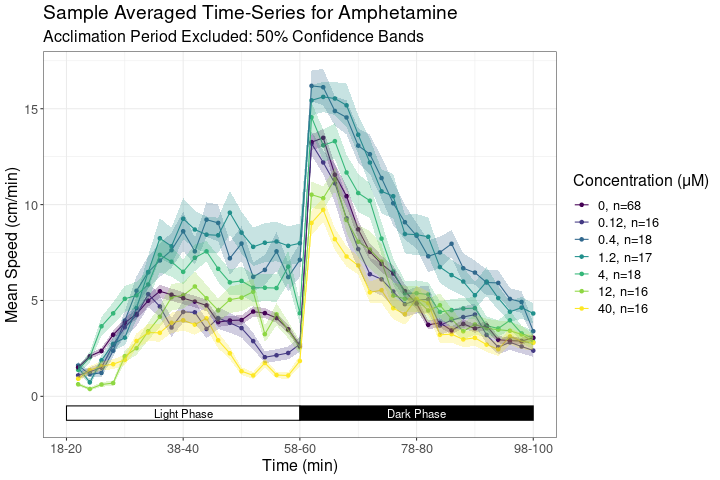 Sample Averaged Time-Series for Amphetamine
Acclimation Period Excluded: 50% Confidence Bands
Mean Speed (cm/min)
15
10
5
0
Light Phase
Dark Phase
18-20
38-40
58-60
78-80
98-100
Time (min)
Concentration (µM)
0, n=68
0.12, n=16
0.4, n=18
1.2, n=17
4, n=18
12, n=16
40, n=16